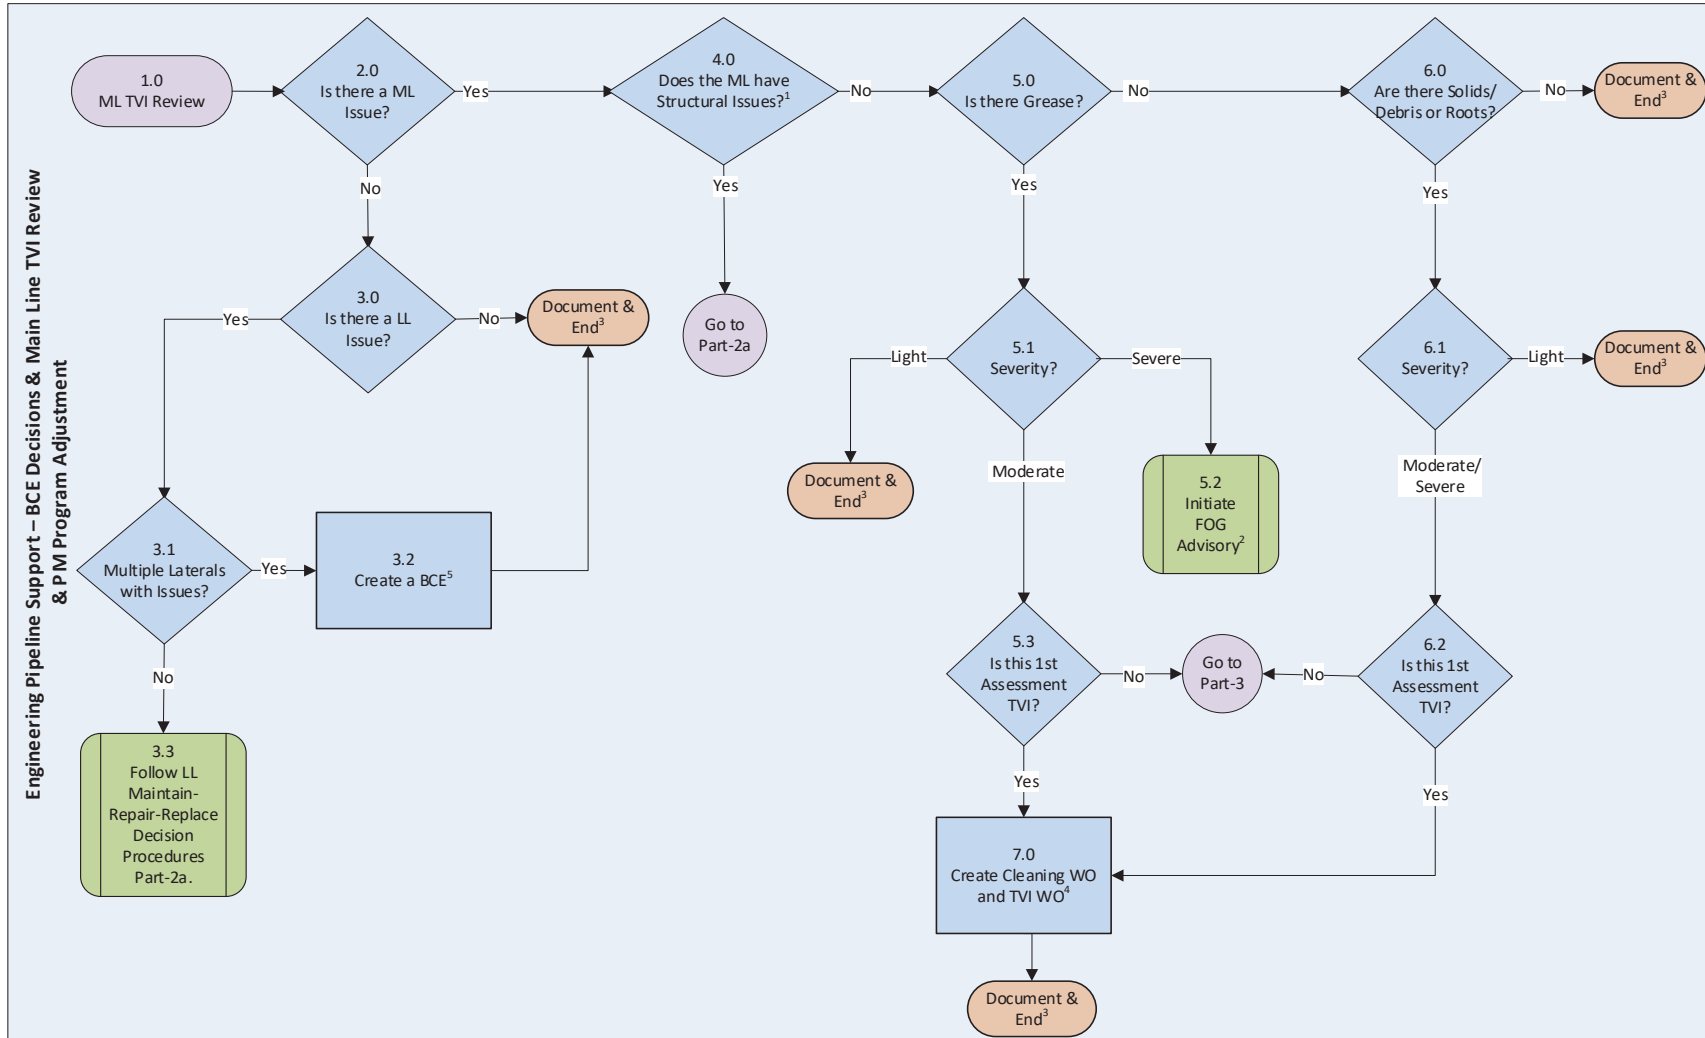 Engineering Pipeline Support – BCE Decisions & Main Line TVI Review
& PM Program Adjustment
1.0
ML TVI Review
2.0
Is there a ML
Issue?
Yes
No
4.0
Does the ML have
Structural Issues?1
No
Yes
Go to
Part-2a
5.0
Is there Grease?
No
Yes
6.0
Are there Solids/
Debris or Roots?
No
Document &
End3
Yes
3.0
Is there a LL
Issue?
Yes
No
Document &
End3
5.1
Severity?
Light
Severe
Moderate
Document &
End3
5.2
Initiate
FOG
Advisory2
6.1
Severity?
Light
Document &
End3
Moderate/
Severe
3.1
Multiple Laterals
with Issues?
Yes
No
3.2
Create a BCE5
3.3
Follow LL
Maintain-
Repair-Replace
Decision
Procedures
Part-2a.
5.3
Is this 1st
Assessment
TVI?
No
Yes
Go to
Part-3
6.2
Is this 1st
Assessment
TVI?
No
Yes
7.0
Create Cleaning WO
and TVI WO4
Document &
End3